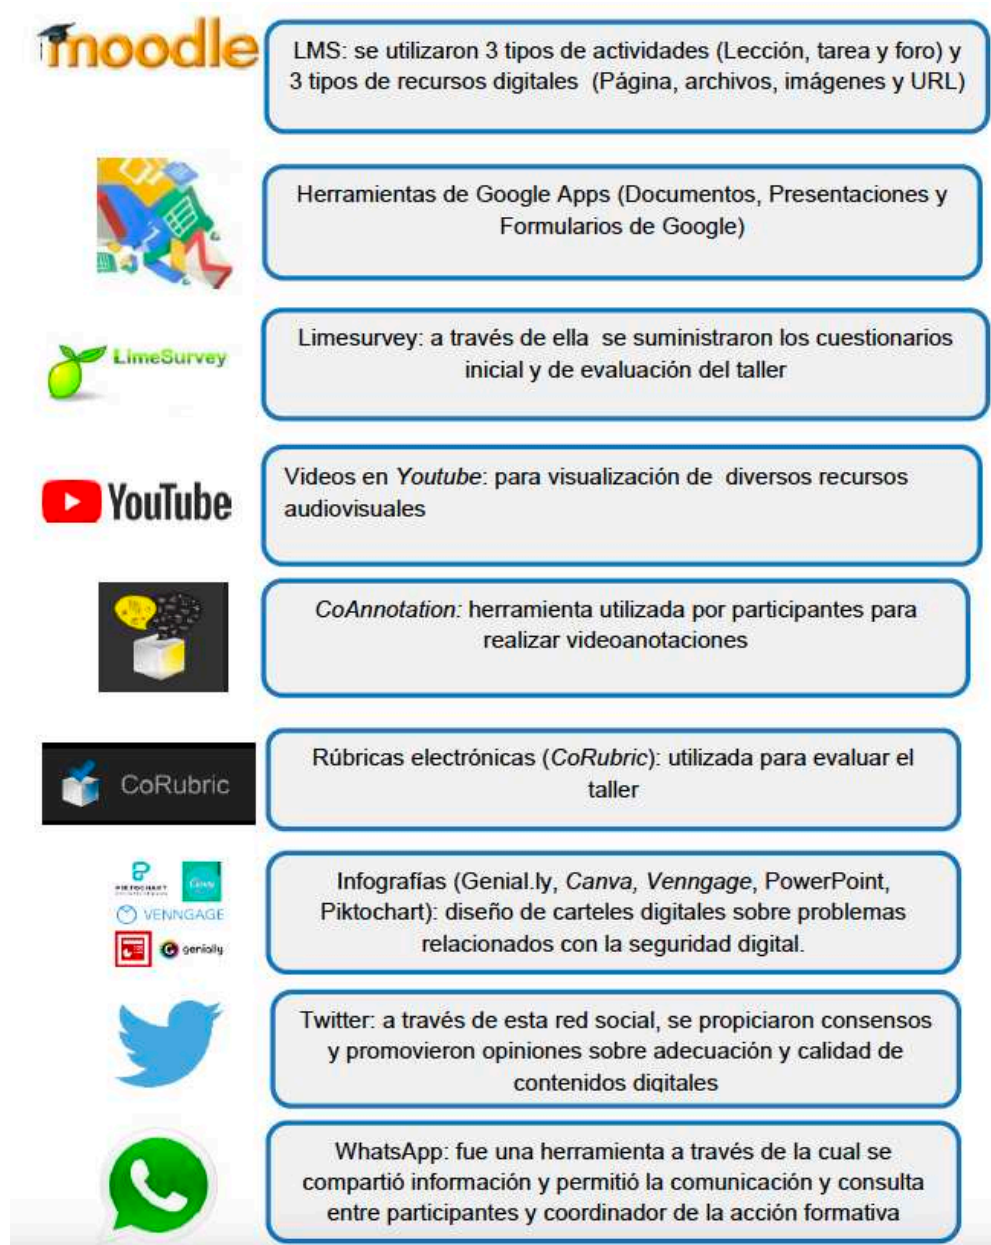 moodle
LMS: se utilizaron 3 tipos de actividades (Lección, tarea y foro) y
3 tipos de recursos digitales (Página, archivos, imágenes y URL)
Herramientas de Google Apps (Documentos, Presentaciones y
Formularios de Google)
LimeSurvey
Limesurvey: a través de ella se suministraron los cuestionarios
inicial y de evaluación del taller
YouTube
Videos en Youtube: para visualización de diversos recursos
audiovisuales
CoAnnotation: herramienta utilizada por participantes para
realizar videoanotaciones
CoRubric
Rúbricas electrónicas (CoRubric): utilizada para evaluar el
taller
PIKTOCHART
Canva
VENNGAGE
genially
Infografías (Genial.ly, Canva, Venngage, PowerPoint,
Piktochart): diseño de carteles digitales sobre problemas
relacionados con la seguridad digital.
Twitter: a través de esta red social, se propiciaron consensos
y promovieron opiniones sobre adecuación y calidad de
contenidos digitales
WhatsApp: fue una herramienta a través de la cual se
compartió información y permitió la comunicación y consulta
entre participantes y coordinador de la acción formativa